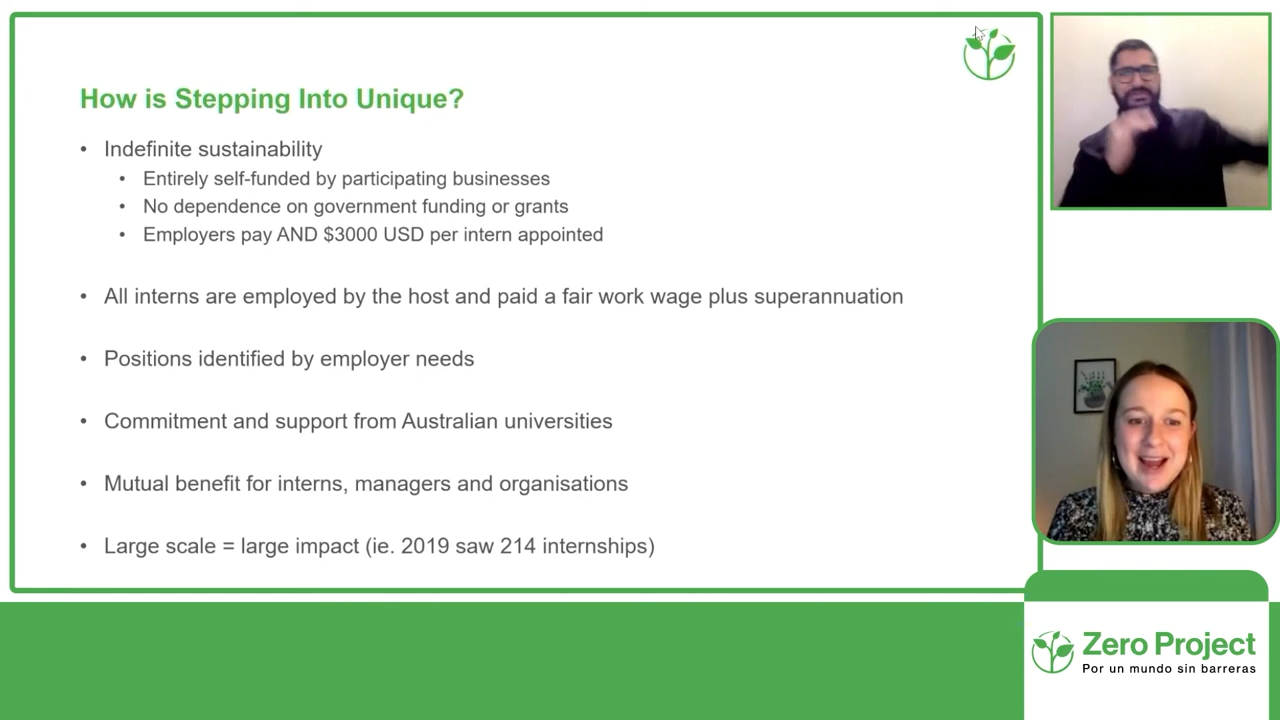 How is Stepping Into Unique?
• Indefinite sustainability
• Entirely self-funded by participating businesses
• No dependence on government funding or grants
• Employers pay AND $3000 USD per intern appointed
• All interns are employed by the host and paid a fair work wage plus superannuation
• Positions identified by employer needs
• Commitment and support from Australian universities
• Mutual benefit for interns, managers and organisations
• Large scale = large impact (ie. 2019 saw 214 internships)
Zero Project
Por un mundo sin barreras